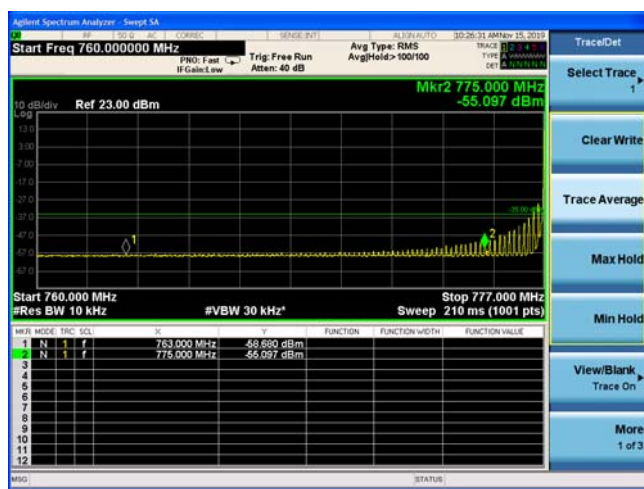 Agilent Spectrum Analyzer - Swept SA
RF 50 Ω AC CORREC SENSE:INT ALIGNAUTO 10:26:31 AM Nov 15, 2019
Start Freq 760.000000 MHz
PNO: Fast
IFGain:Low
Trig: Free Run
Atten: 40 dB
Avg Type: RMS
Avg|Hold:>100/100
TRACE 1 2 3 4 5 6
TYPE
DET
Mkr2 775.000 MHz
-55.097 dBm
10 dB/div Ref 23.00 dBm
Log
13.0
3.00
-7.00
-17.0
-27.0
-37.0
-47.0
-57.0
-67.0
-35.00 dBm
1
2
Start 760.000 MHz
Stop 777.000 MHz
#Res BW 10 kHz
#VBW 30 kHz*
Sweep 210 ms (1001 pts)
MKR MODE TRC SCL X Y FUNCTION FUNCTION WIDTH FUNCTION VALUE
1 N 1 f 763.000 MHz -58.680 dBm
2 N 1 f 775.000 MHz -55.097 dBm
3
4
5
6
7
8
9
10
11
12
MSG STATUS
Trace/Det
Select Trace
1
Clear Write
Trace Average
Max Hold
Min Hold
View/Blank
Trace On
More
1 of 3